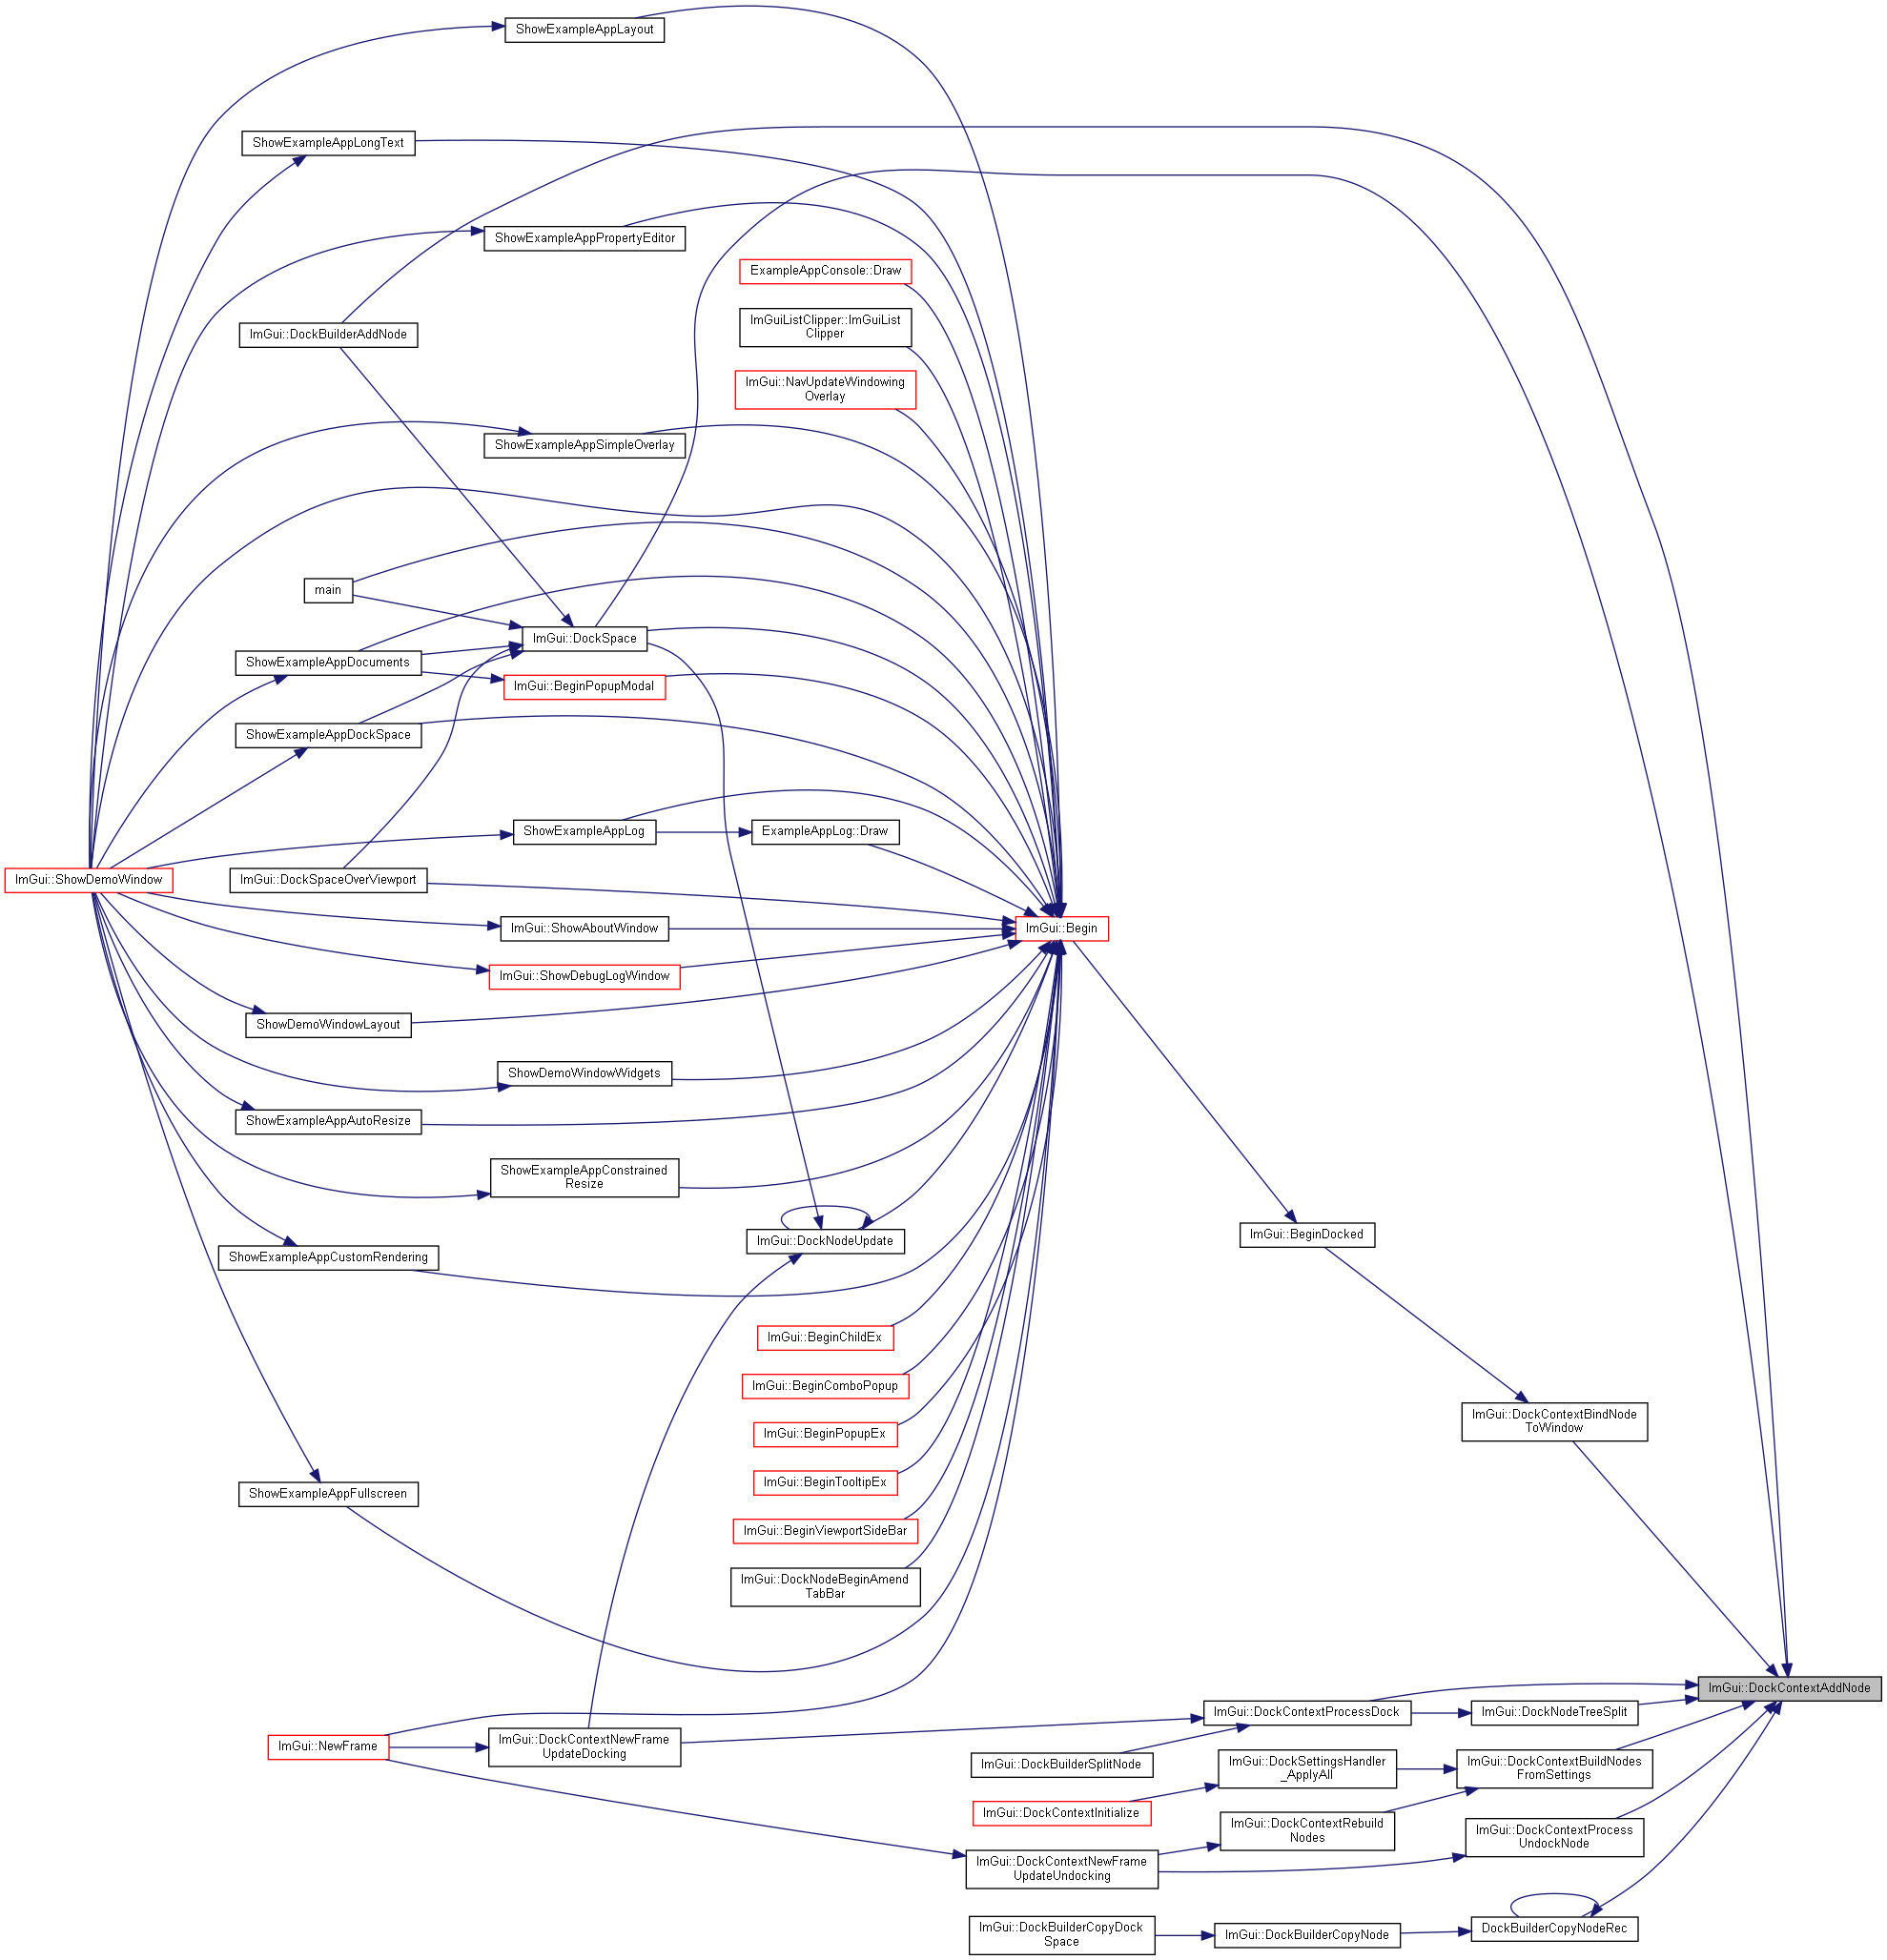 ShowExampleAppLayout
ShowExampleAppLongText
ShowExampleAppPropertyEditor
ExampleAppConsole::Draw
ImGuiListClipper::ImGuiList
Clipper
ImGui::DockBuilderAddNode
ImGui::NavUpdateWindowing
Overlay
ShowExampleAppSimpleOverlay
main
ImGui::DockSpace
ShowExampleAppDocuments
ImGui::BeginPopupModal
ShowExampleAppDockSpace
ShowExampleAppLog
ExampleAppLog::Draw
ImGui::ShowDemoWindow
ImGui::DockSpaceOverViewport
ImGui::ShowAboutWindow
ImGui::Begin
ImGui::ShowDebugLogWindow
ShowDemoWindowLayout
ShowDemoWindowWidgets
ShowExampleAppAutoResize
ShowExampleAppConstrained
Resize
ImGui::DockNodeUpdate
ImGui::BeginDocked
ShowExampleAppCustomRendering
ImGui::BeginChildEx
ImGui::BeginComboPopup
ImGui::DockContextBindNode
ToWindow
ImGui::BeginPopupEx
ImGui::BeginTooltipEx
ShowExampleAppFullscreen
ImGui::BeginViewportSideBar
ImGui::DockNodeBeginAmend
TabBar
ImGui::DockContextAddNode
ImGui::DockContextProcessDock
ImGui::DockNodeTreeSplit
ImGui::NewFrame
ImGui::DockContextNewFrame
UpdateDocking
ImGui::DockBuilderSplitNode
ImGui::DockSettingsHandler
_ApplyAll
ImGui::DockContextBuildNodes
FromSettings
ImGui::DockContextInitialize
ImGui::DockContextRebuild
Nodes
ImGui::DockContextProcess
UndockNode
ImGui::DockContextNewFrame
UpdateUndocking
ImGui::DockBuilderCopyDock
Space
ImGui::DockBuilderCopyNode
DockBuilderCopyNodeRec